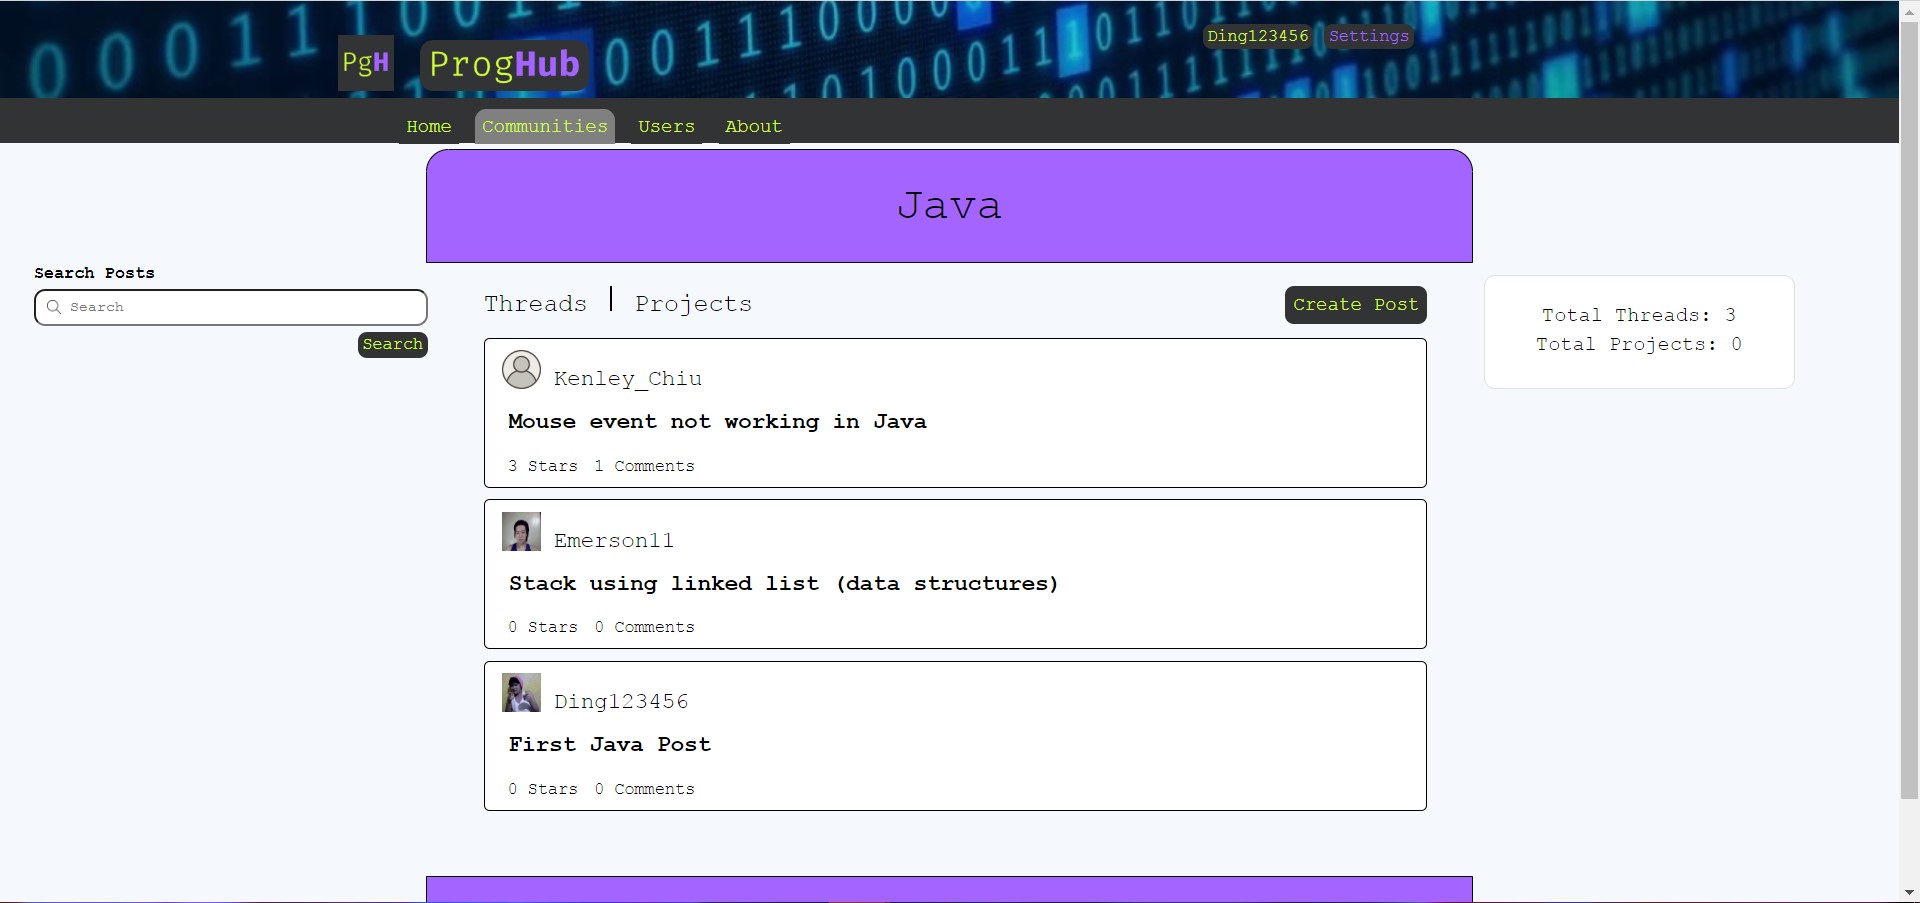 PgH ProgHub
Ding123456 Settings
Home Communities Users About
Java
Search Posts
Search
Search
Threads | Projects
Create Post
Kenley_Chiu
Mouse event not working in Java
3 Stars 1 Comments
Emerson11
Stack using linked list (data structures)
0 Stars 0 Comments
Ding123456
First Java Post
0 Stars 0 Comments
Total Threads: 3
Total Projects: 0